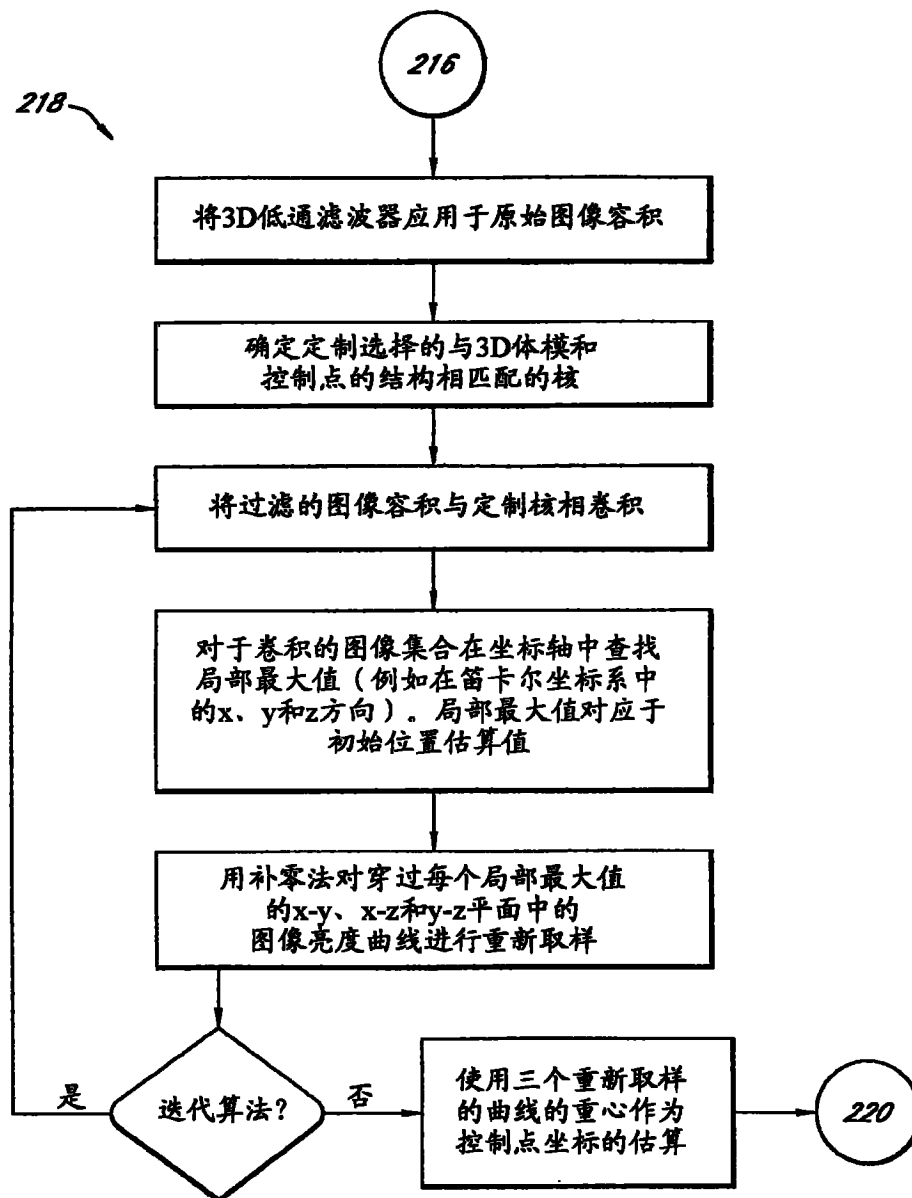 216
218
将3D低通滤波器应用于原始图像容积
确定定制选择的与3D体模和
控制点的结构相匹配的核
将过滤的图像容积与定制核相卷积
对于卷积的图像集合在坐标轴中查找
局部最大值（例如在笛卡尔坐标系中
的x、y和z方向）。局部最大值对应于
初始位置估算值
用补零法对穿过每个局部最大值
的x-y、x-z和y-z平面中的
图像亮度曲线进行重新取样
是
迭代算法？
否
使用三个重新取样
的曲线的重心作为
控制点坐标的估算
220